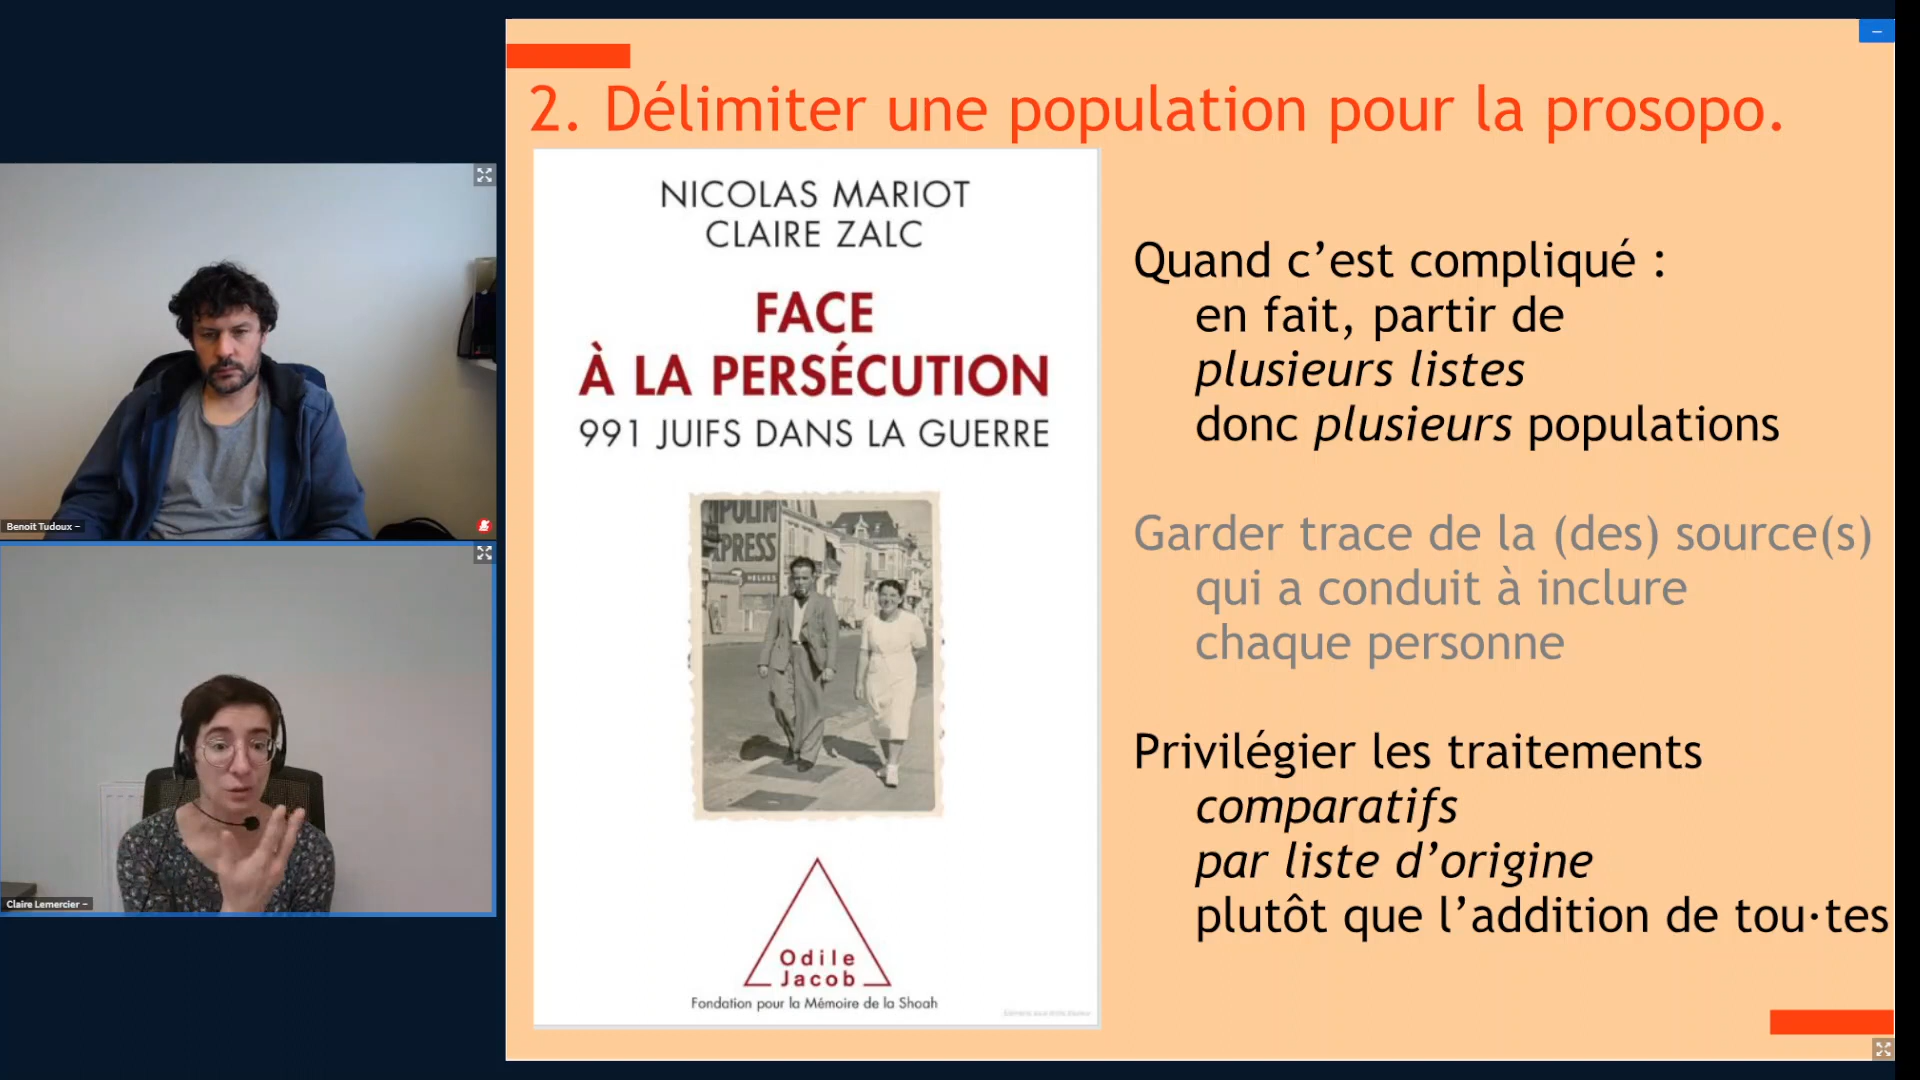 2. Délimiter une population pour la prosopo.
NICOLAS MARIOT
CLAIRE ZALC
FACE
À LA PERSÉCUTION
991 JUIFS DANS LA GUERRE
POLIN
XPRESS
Odile
Jacob
Fondation pour la Mémoire de la Shoah
Quand c’est compliqué :
en fait, partir de
plusieurs listes
donc plusieurs populations
Garder trace de la (des) source(s)
qui a conduit à inclure
chaque personne
Privilégier les traitements
comparatifs
par liste d’origine
plutôt que l’addition de tou·tes
Benoit Tudoux –
Claire Lemercier –